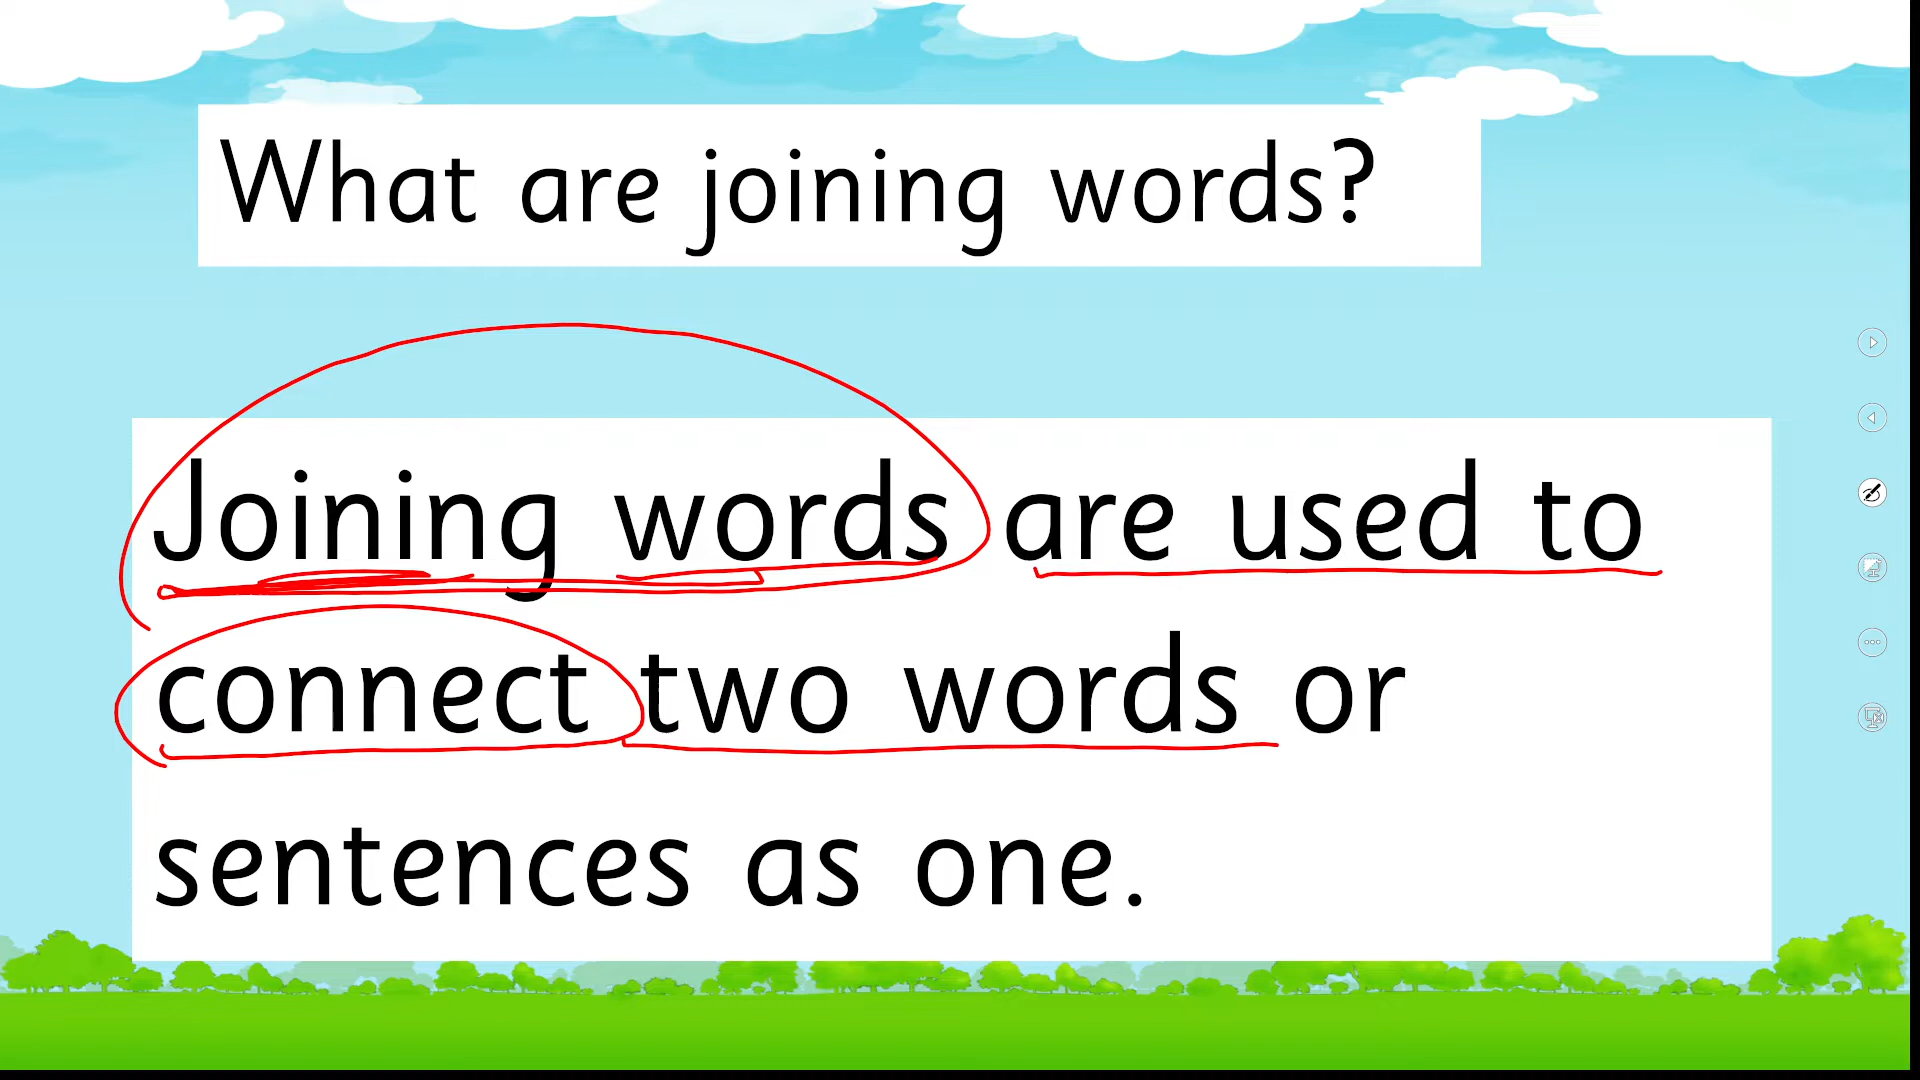 What are joining words?
Joining words are used to
connect two words or
sentences as one.